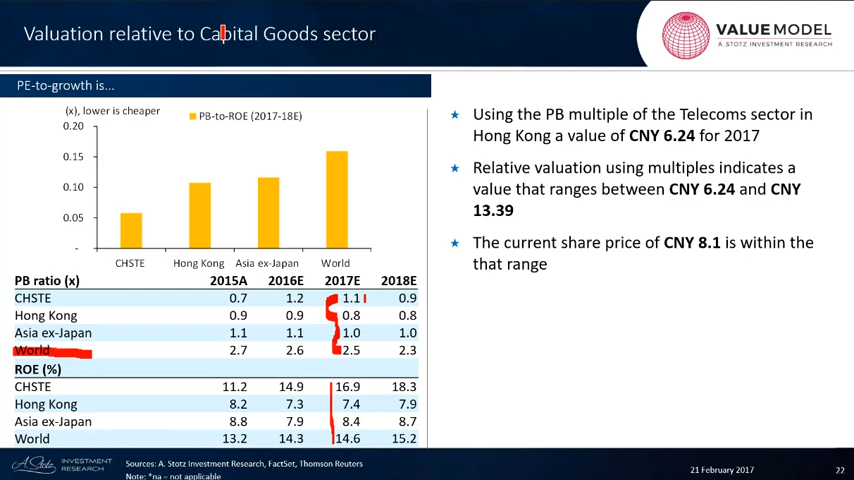 Valuation relative to Capital Goods sector
VALUEMODEL
A. STOTZ INVESTMENT RESEARCH
PE-to-growth is...
(x), lower is cheaper
PB-to-ROE (2017-18E)
0.20
0.15
0.10
0.05
-
CHSTE Hong Kong Asia ex-Japan World
PB ratio (x) 2015A 2016E 2017E 2018E
CHSTE 0.7 1.2 1.1 0.9
Hong Kong 0.9 0.9 0.8 0.8
Asia ex-Japan 1.1 1.1 1.0 1.0
World 2.7 2.6 2.5 2.3
ROE (%)
CHSTE 11.2 14.9 16.9 18.3
Hong Kong 8.2 7.3 7.4 7.9
Asia ex-Japan 8.8 7.9 8.4 8.7
World 13.2 14.3 14.6 15.2
★ Using the PB multiple of the Telecoms sector in
Hong Kong a value of CNY 6.24 for 2017
★ Relative valuation using multiples indicates a
value that ranges between CNY 6.24 and CNY
13.39
★ The current share price of CNY 8.1 is within the
that range
A. Stotz INVESTMENT
RESEARCH
Sources: A. Stotz Investment Research, FactSet, Thomson Reuters
Note: *na – not applicable
21 February 2017
22